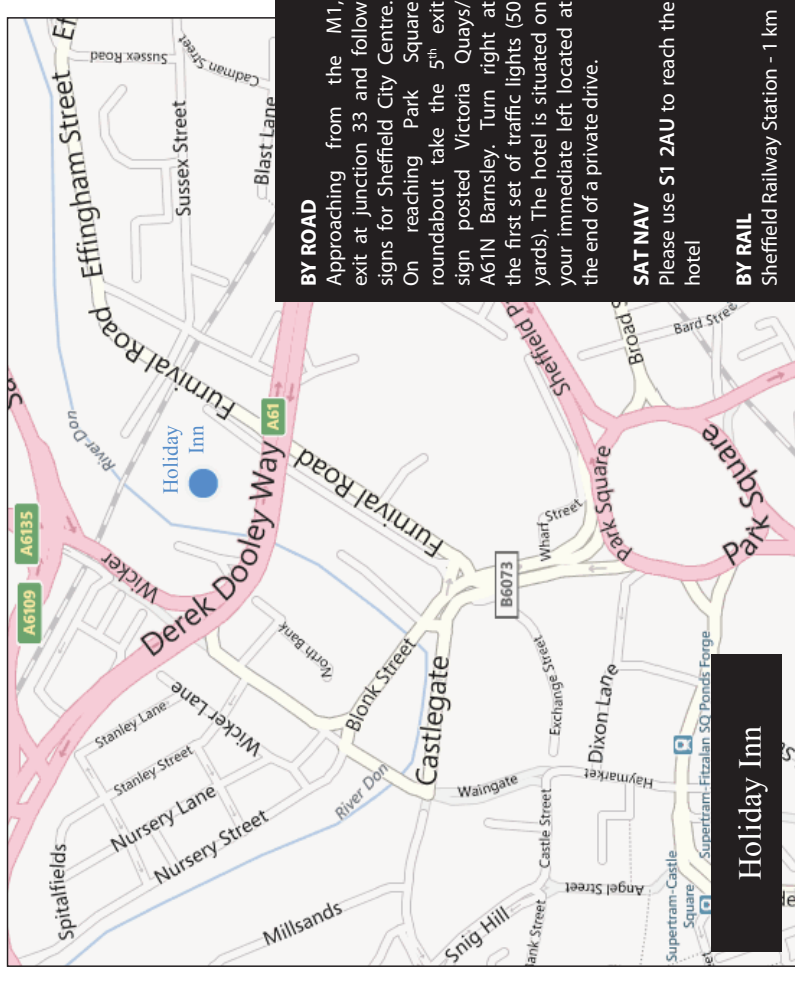 Effingham Street
Sussex Road
Cadman Street
Sussex Street
Blast Lane
Effingham Street
Furnival Road
River Don
Holiday
Inn
A61
A6135
A6109
Wicker
Derek Dooley Way
Furnival Road
North Bank
Blonk Street
Castlegate
B6073
Wharf Street
Park Square
Park Square
Broad
Bard Street
Sheffield
Exchange Street
Dixon Lane
Haymarket
Waingate
Castle Street
Angel Street
Bank Street
Snig Hill
Millsands
River Don
Stanley Lane
Wicker Lane
Stanley Street
Nursery Lane
Nursery Street
Spitalfields
Supertram-Fitzalan SQ Ponds Forge
Supertram-Castle
Square
BY ROAD
Approaching from the M1,
exit at junction 33 and follow
signs for Sheffield City Centre.
On reaching Park Square
roundabout take the 5th exit
sign posted Victoria Quays/
A61N Barnsley. Turn right at
the first set of traffic lights (50
yards). The hotel is situated on
your immediate left located at
the end of a private drive.
SAT NAV
Please use S1 2AU to reach the
hotel
BY RAIL
Sheffield Railway Station - 1 km
Holiday Inn